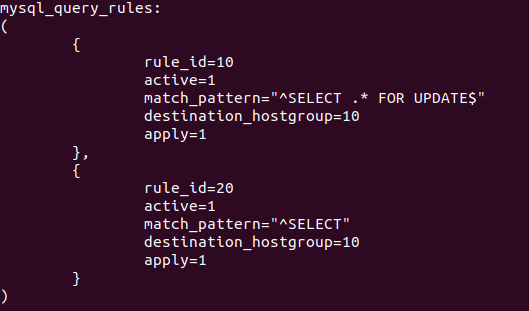 mysql_query_rules:
(
        {
                rule_id=10
                active=1
                match_pattern="^SELECT .* FOR UPDATE$"
                destination_hostgroup=10
                apply=1
        },
        {
                rule_id=20
                active=1
                match_pattern="^SELECT"
                destination_hostgroup=10
                apply=1
        }
)